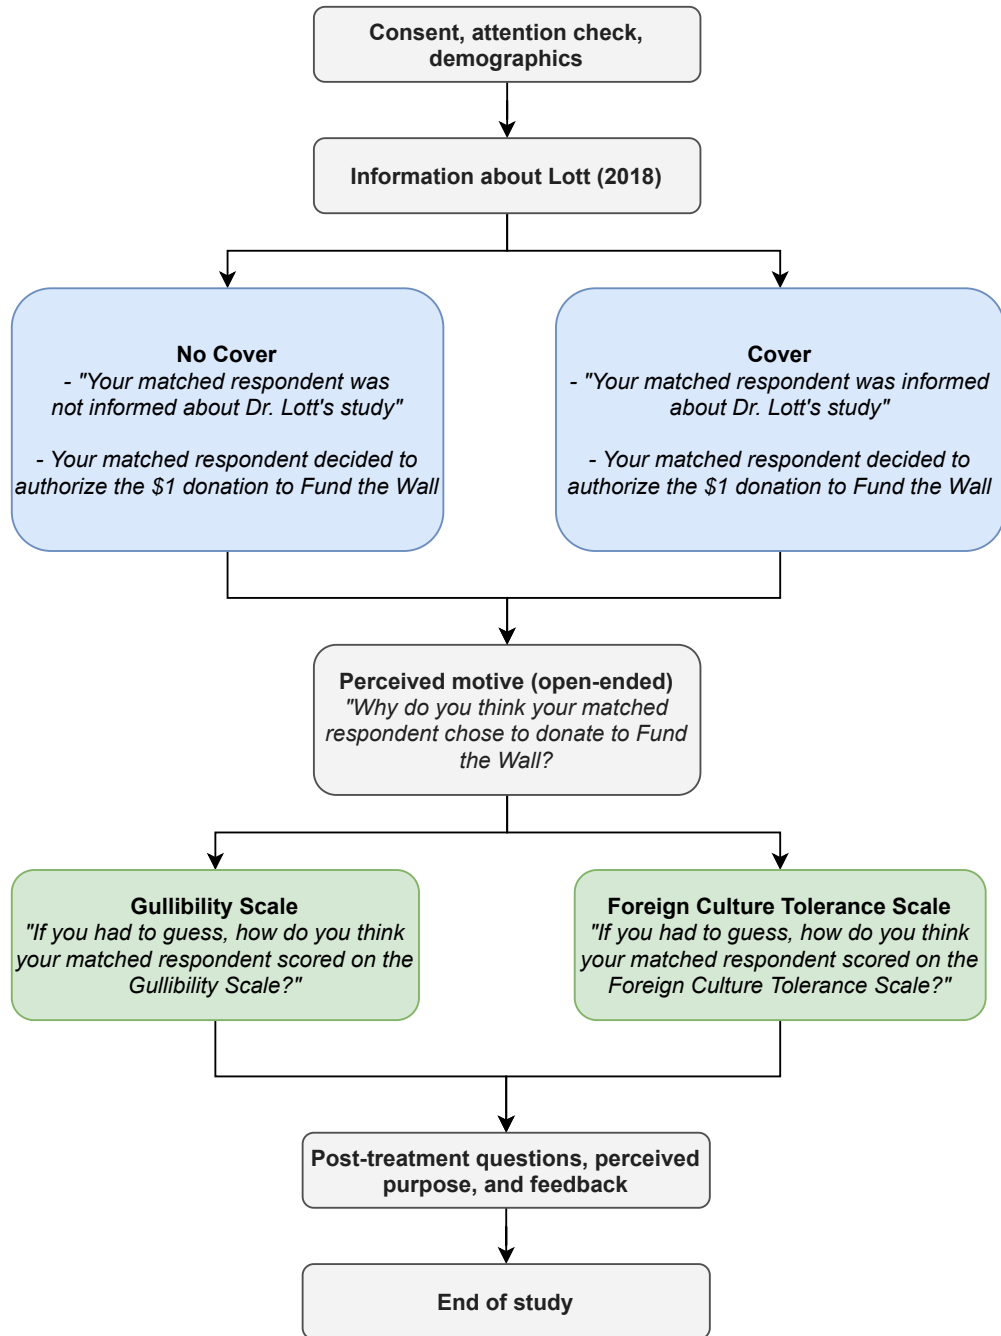 Consent, attention check,
demographics
Information about Lott (2018)
No Cover
- "Your matched respondent was
not informed about Dr. Lott's study"
- Your matched respondent decided to
authorize the $1 donation to Fund the Wall
Cover
- "Your matched respondent was informed
about Dr. Lott's study"
- Your matched respondent decided to
authorize the $1 donation to Fund the Wall
Perceived motive (open-ended)
"Why do you think your matched
respondent chose to donate to Fund
the Wall?
Gullibility Scale
"If you had to guess, how do you think
your matched respondent scored on the
Gullibility Scale?"
Foreign Culture Tolerance Scale
"If you had to guess, how do you think
your matched respondent scored on the
Foreign Culture Tolerance Scale?"
Post-treatment questions, perceived
purpose, and feedback
End of study